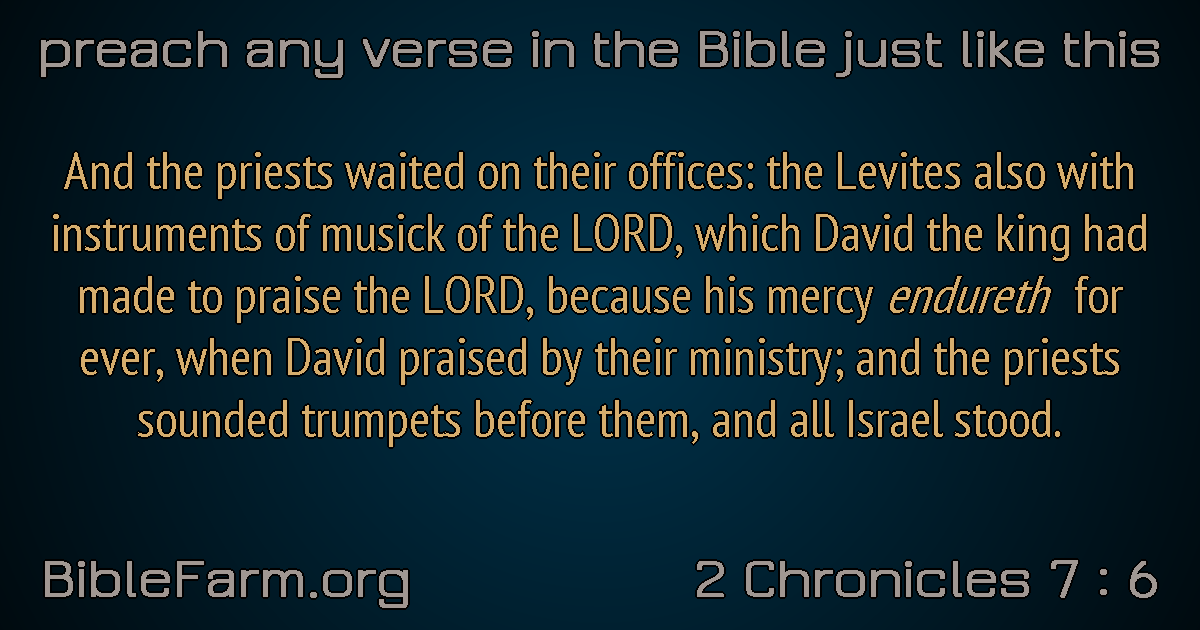 preach any verse in the Bible just like this
And the priests waited on their offices: the Levites also with
instruments of musick of the LORD, which David the king had
made to praise the LORD, because his mercy endureth for
ever, when David praised by their ministry; and the priests
sounded trumpets before them, and all Israel stood.
BibleFarm.org
2 Chronicles 7 : 6